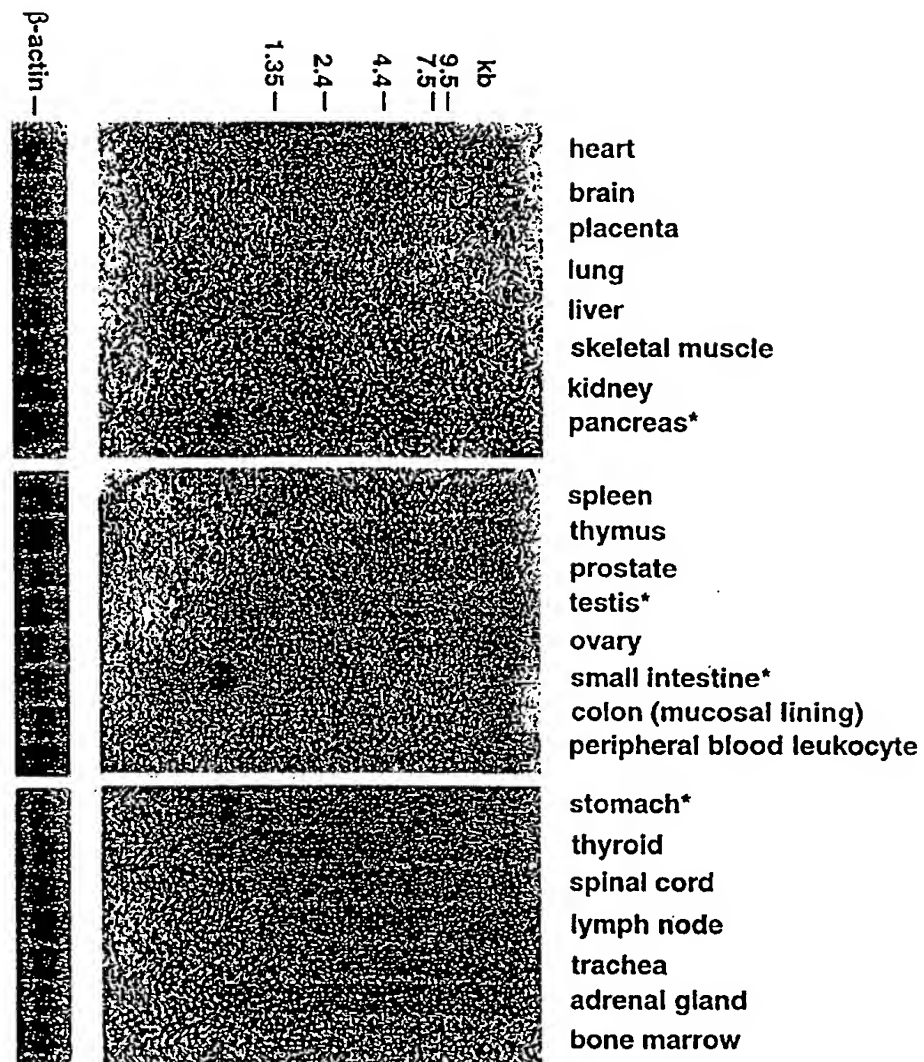 β-actin
1.35
2.4
4.4
7.5
9.5
kb
heart
brain
placenta
lung
liver
skeletal muscle
kidney
pancreas*
spleen
thymus
prostate
testis*
ovary
small intestine*
colon (mucosal lining)
peripheral blood leukocyte
stomach*
thyroid
spinal cord
lymph node
trachea
adrenal gland
bone marrow